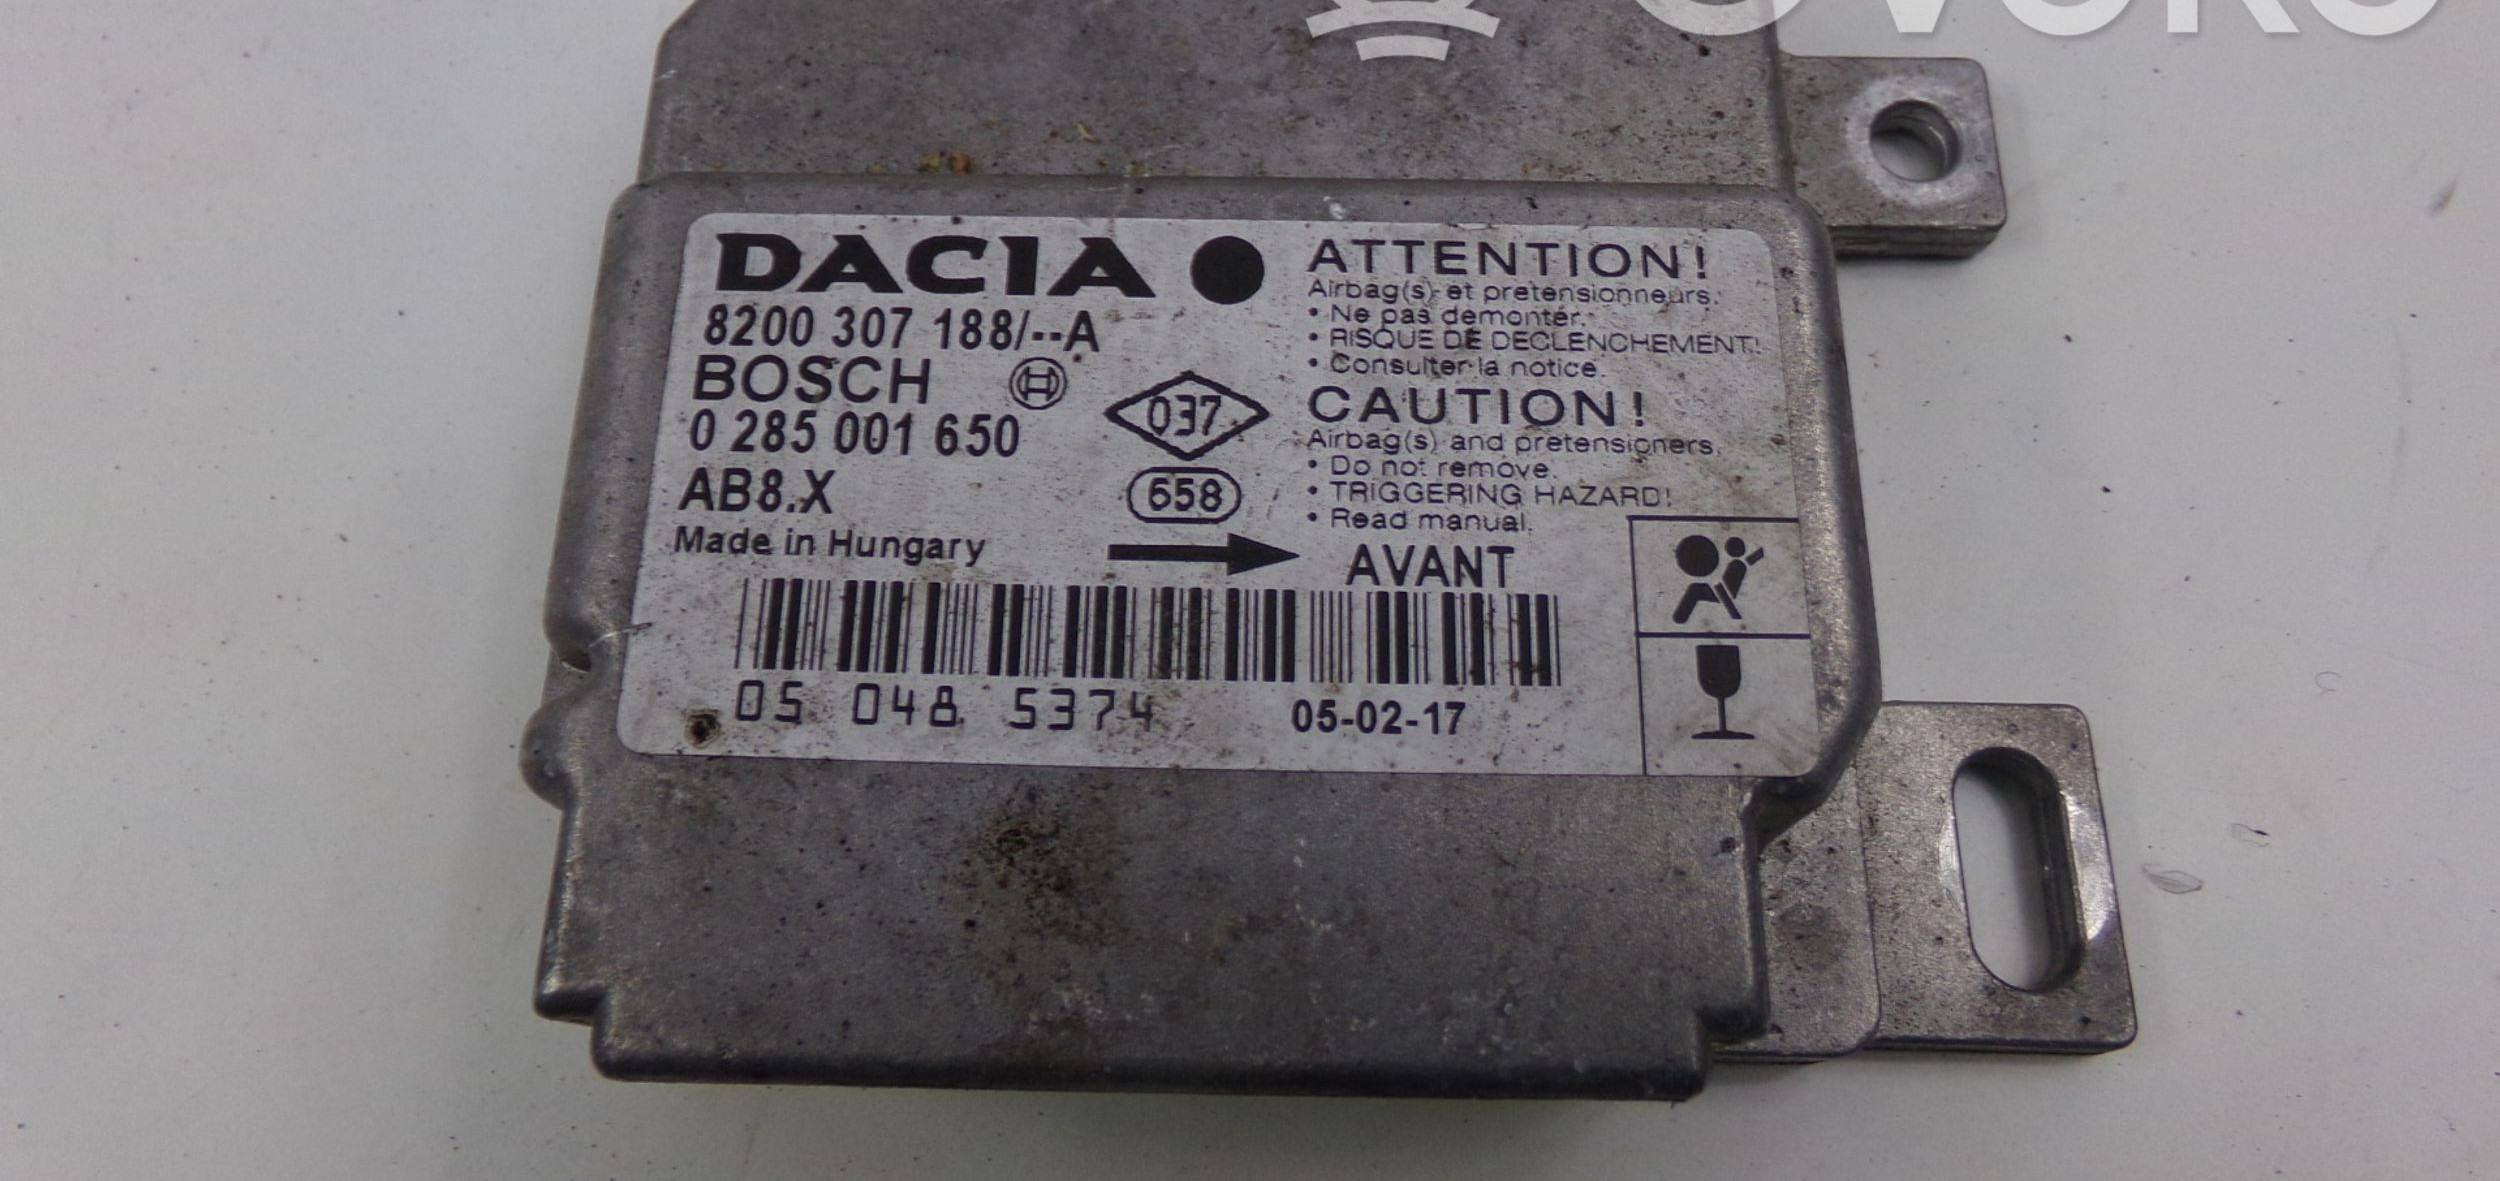 DACIA
8200 307 188/--A
BOSCH
0 285 001 650
AB8.X
Made in Hungary
037
658
ATTENTION!
Airbag(s) et pretensionneurs.
• Ne pas demonter.
• RISQUE DE DECLENCHEMENT!
• Consulter la notice.
CAUTION!
Airbag(s) and pretensioners.
• Do not remove.
• TRIGGERING HAZARD!
• Read manual.
AVANT
05 048 5374
05-02-17